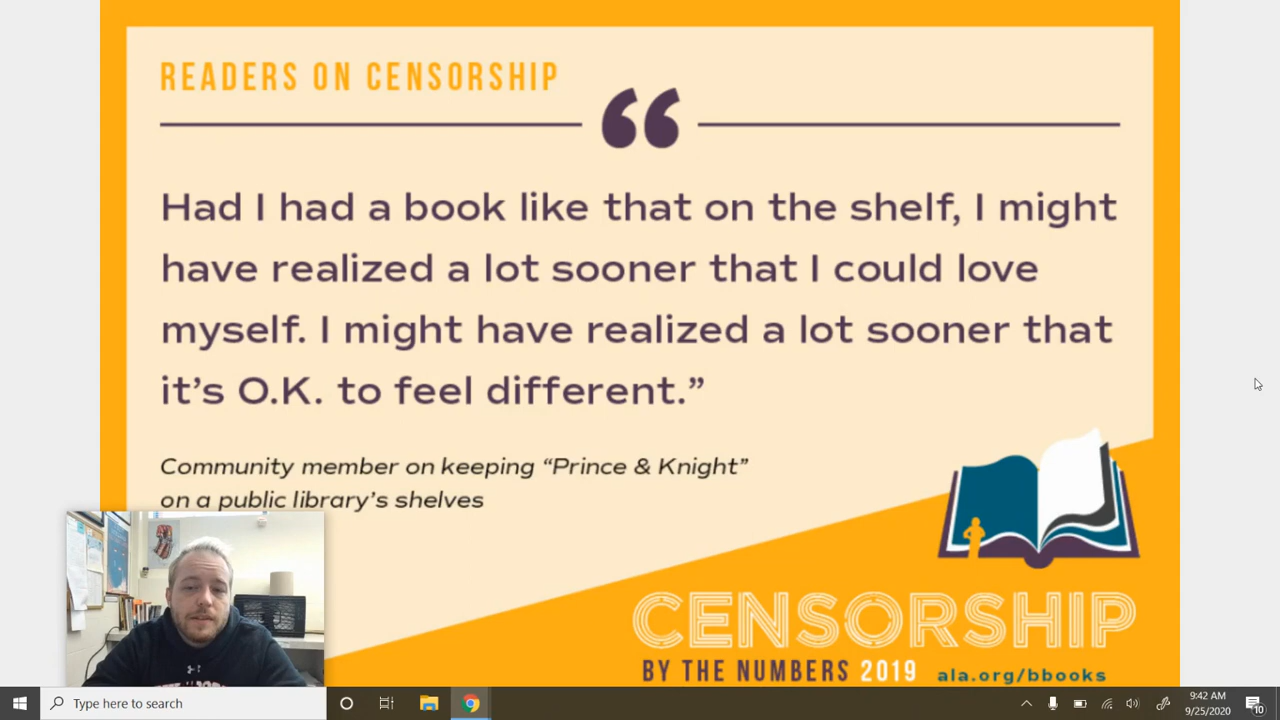 READERS ON CENSORSHIP
“
Had I had a book like that on the shelf, I might
have realized a lot sooner that I could love
myself. I might have realized a lot sooner that
it’s O.K. to feel different.”
Community member on keeping “Prince & Knight”
on a public library’s shelves
CENSORSHIP
BY THE NUMBERS 2019 ala.org/bbooks
Type here to search
9:42 AM
9/25/2020
10